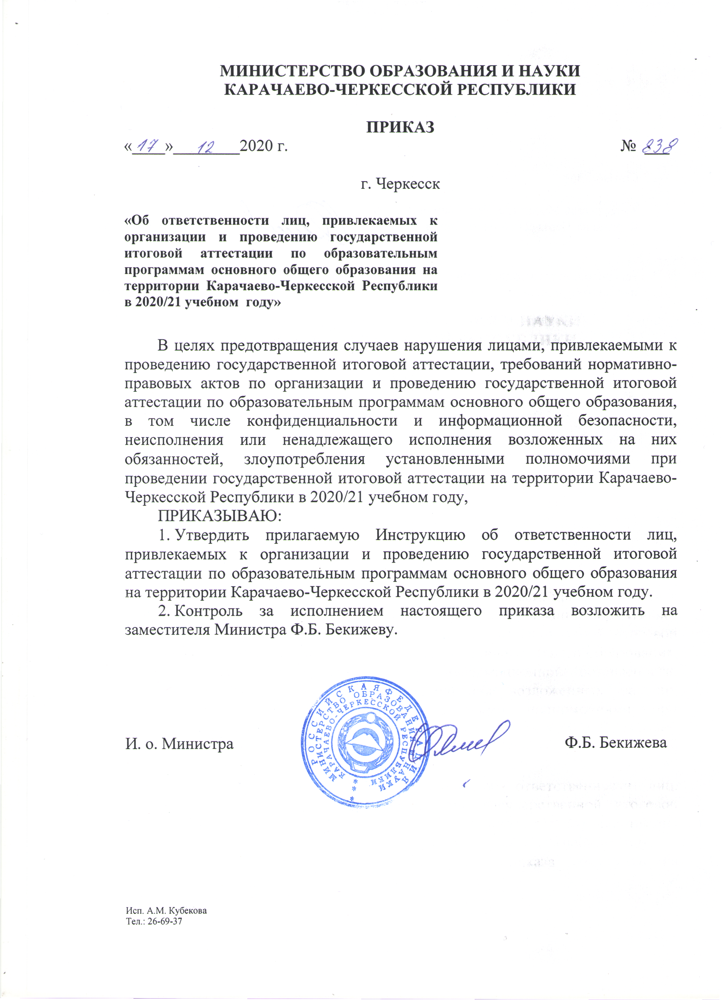 МИНИСТЕРСТВО ОБРАЗОВАНИЯ И НАУКИ
КАРАЧАЕВО-ЧЕРКЕССКОЙ РЕСПУБЛИКИ
ПРИКАЗ
«17» 12 2020 г. № 838
г. Черкесск
«Об ответственности лиц, привлекаемых к
организации и проведению государственной
итоговой аттестации по образовательным
программам основного общего образования на
территории Карачаево-Черкесской Республики
в 2020/21 учебном году»
В целях предотвращения случаев нарушения лицами, привлекаемыми к
проведению государственной итоговой аттестации, требований нормативно-
правовых актов по организации и проведению государственной итоговой
аттестации по образовательным программам основного общего образования,
в том числе конфиденциальности и информационной безопасности,
неисполнения или ненадлежащего исполнения возложенных на них
обязанностей, злоупотребления установленными полномочиями при
проведении государственной итоговой аттестации на территории Карачаево-
Черкесской Республики в 2020/21 учебном году,
ПРИКАЗЫВАЮ:
1. Утвердить прилагаемую Инструкцию об ответственности лиц,
привлекаемых к организации и проведению государственной итоговой
аттестации по образовательным программам основного общего образования
на территории Карачаево-Черкесской Республики в 2020/21 учебном году.
2. Контроль за исполнением настоящего приказа возложить на
заместителя Министра Ф.Б. Бекижеву.
РОССИЙСКАЯ ФЕДЕРАЦИЯ
МИНИСТЕРСТВО ОБРАЗОВАНИЯ И НАУКИ
КАРАЧАЕВО-ЧЕРКЕССКОЙ РЕСПУБЛИКИ
И. о. Министра Ф.Б. Бекижева
Исп. А.М. Кубекова
Тел.: 26-69-37